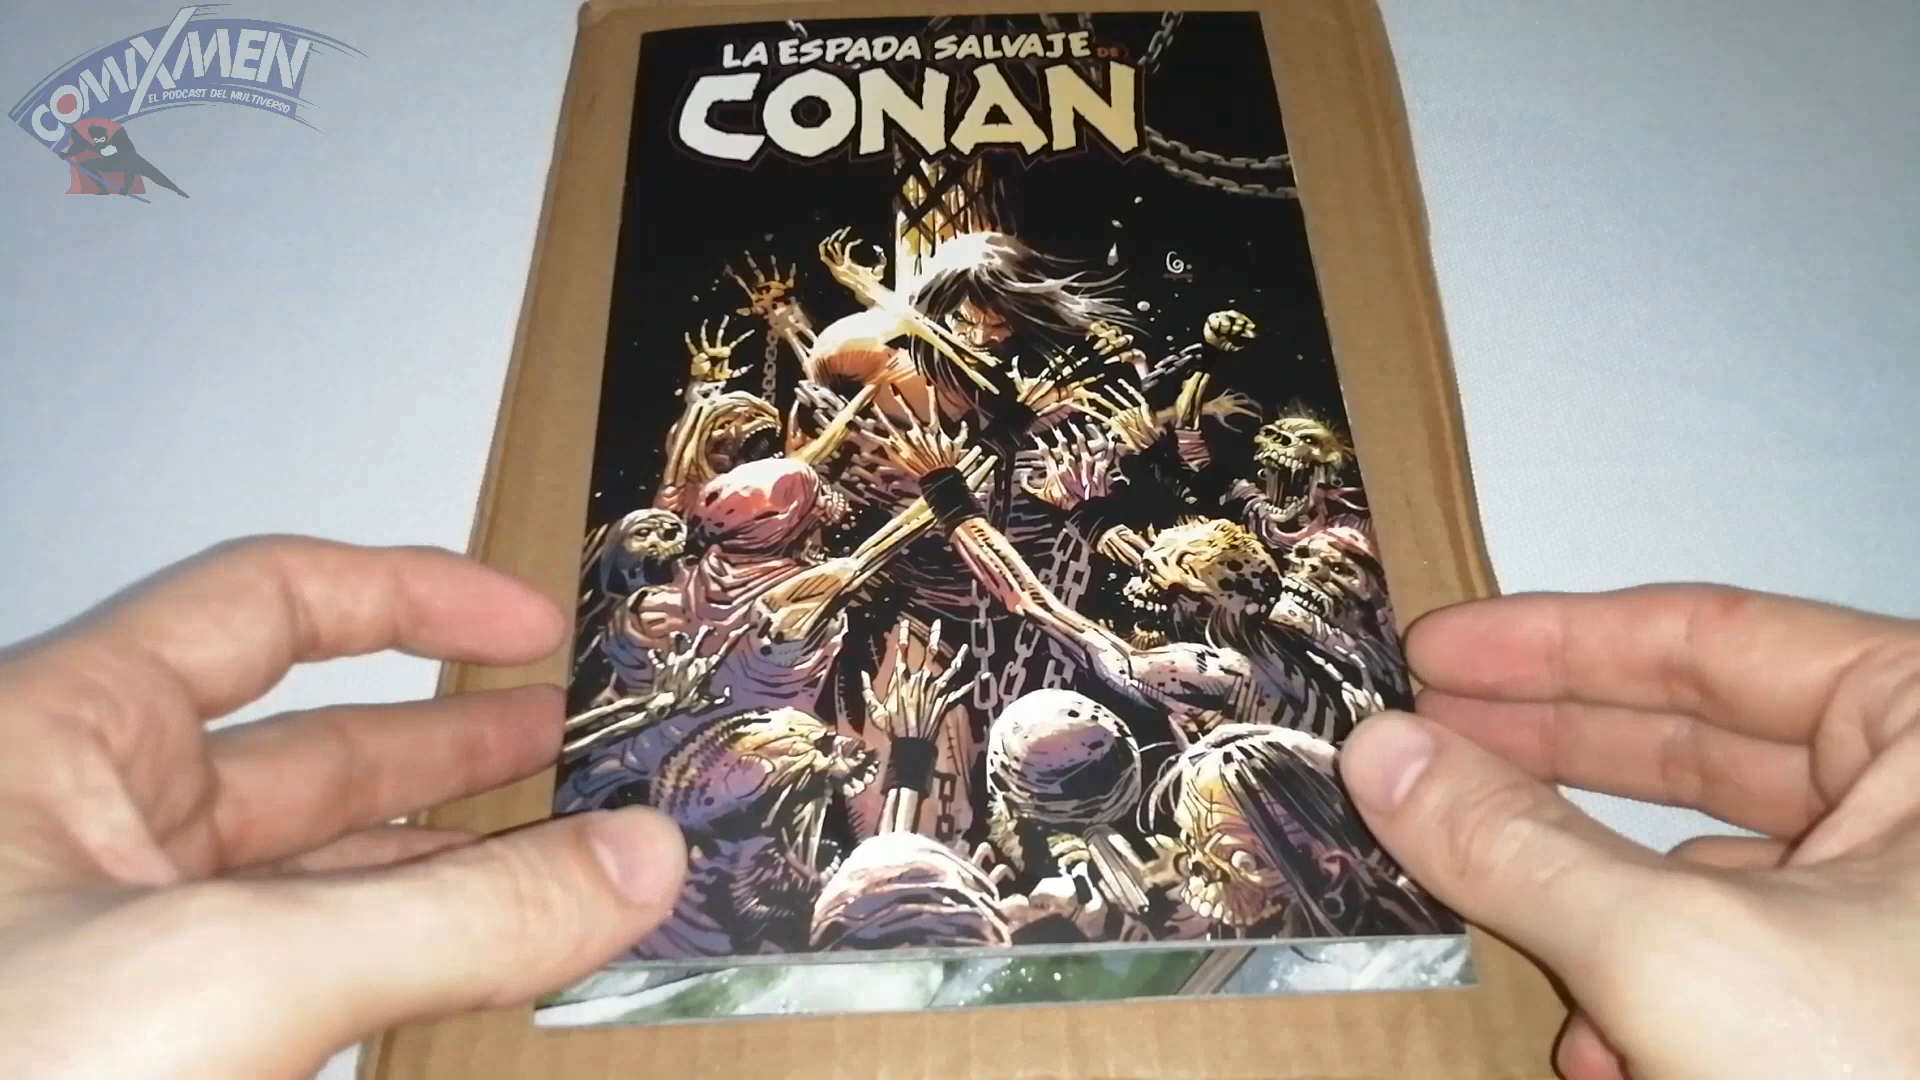 COMIXMEN
EL PODCAST DEL MULTIVERSO
LA ESPADA SALVAJE DE
CONAN